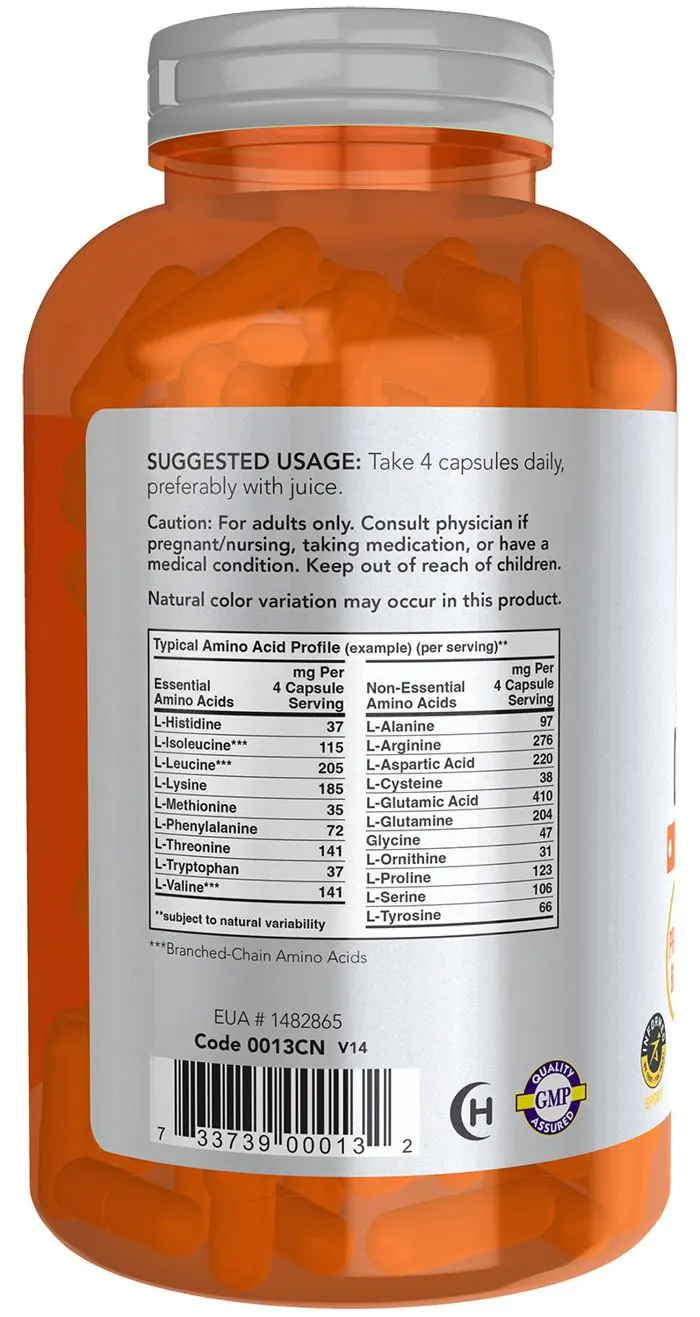 SUGGESTED USAGE: Take 4 capsules daily,
preferably with juice.
Caution: For adults only. Consult physician if
pregnant/nursing, taking medication, or have a
medical condition. Keep out of reach of children.
Natural color variation may occur in this product.
Typical Amino Acid Profile (example) (per serving)**
Essential Amino Acids
mg Per 4 Capsule Serving
L-Histidine 37
L-Isoleucine*** 115
L-Leucine*** 205
L-Lysine 185
L-Methionine 35
L-Phenylalanine 72
L-Threonine 141
L-Tryptophan 37
L-Valine*** 141
**subject to natural variability
Non-Essential Amino Acids
mg Per 4 Capsule Serving
L-Alanine 97
L-Arginine 276
L-Aspartic Acid 220
L-Cysteine 38
L-Glutamic Acid 410
L-Glutamine 204
Glycine 47
L-Ornithine 31
L-Proline 123
L-Serine 106
L-Tyrosine 66
***Branched-Chain Amino Acids
EUA # 1482865
Code 0013CN V14
7 33739 00013 2
H
QUALITY
GMP
ASSURED
INFORMED
SPORT